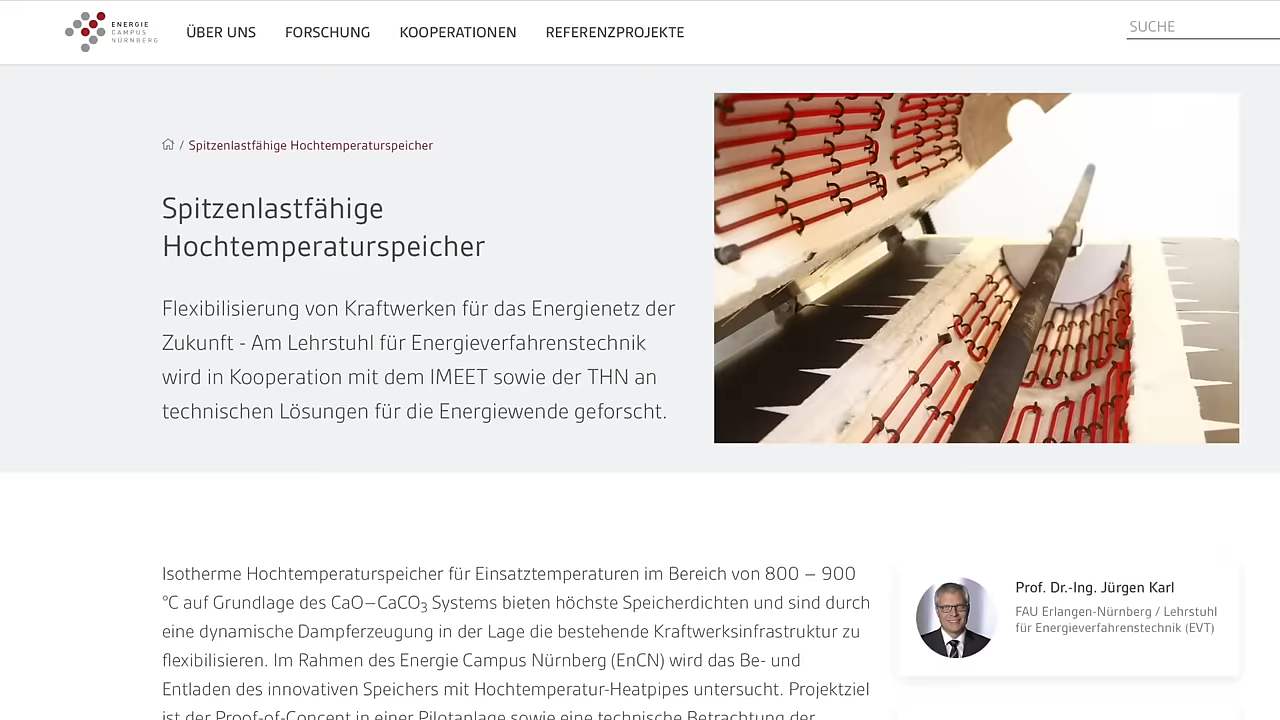 ENERGIE
CAMPUS
NÜRNBERG
ÜBER UNS FORSCHUNG KOOPERATIONEN REFERENZPROJEKTE
SUCHE
/ Spitzenlastfähige Hochtemperaturspeicher
Spitzenlastfähige
Hochtemperaturspeicher
Flexibilisierung von Kraftwerken für das Energienetz der
Zukunft - Am Lehrstuhl für Energieverfahrenstechnik
wird in Kooperation mit dem IMEET sowie der THN an
technischen Lösungen für die Energiewende geforscht.
Isotherme Hochtemperaturspeicher für Einsatztemperaturen im Bereich von 800 – 900
°C auf Grundlage des CaO–CaCO₃ Systems bieten höchste Speicherdichten und sind durch
eine dynamische Dampferzeugung in der Lage die bestehende Kraftwerksinfrastruktur zu
flexibilisieren. Im Rahmen des Energie Campus Nürnberg (EnCN) wird das Be- und
Entladen des innovativen Speichers mit Hochtemperatur-Heatpipes untersucht. Projektziel
ist der Proof-of-Concept in einer Pilotanlage sowie eine technische Betrachtung der
Prof. Dr.-Ing. Jürgen Karl
FAU Erlangen-Nürnberg / Lehrstuhl
für Energieverfahrenstechnik (EVT)